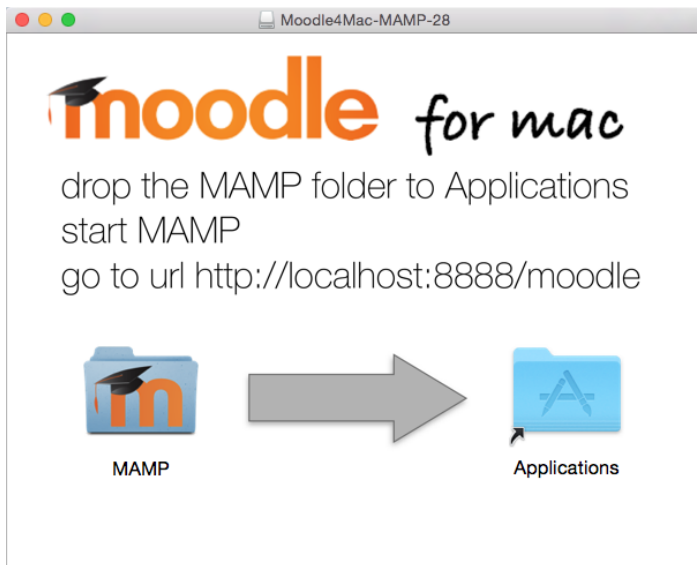 Moodle4Mac-MAMP-28
moodle for mac
drop the MAMP folder to Applications
start MAMP
go to url http://localhost:8888/moodle
m
MAMP
Applications